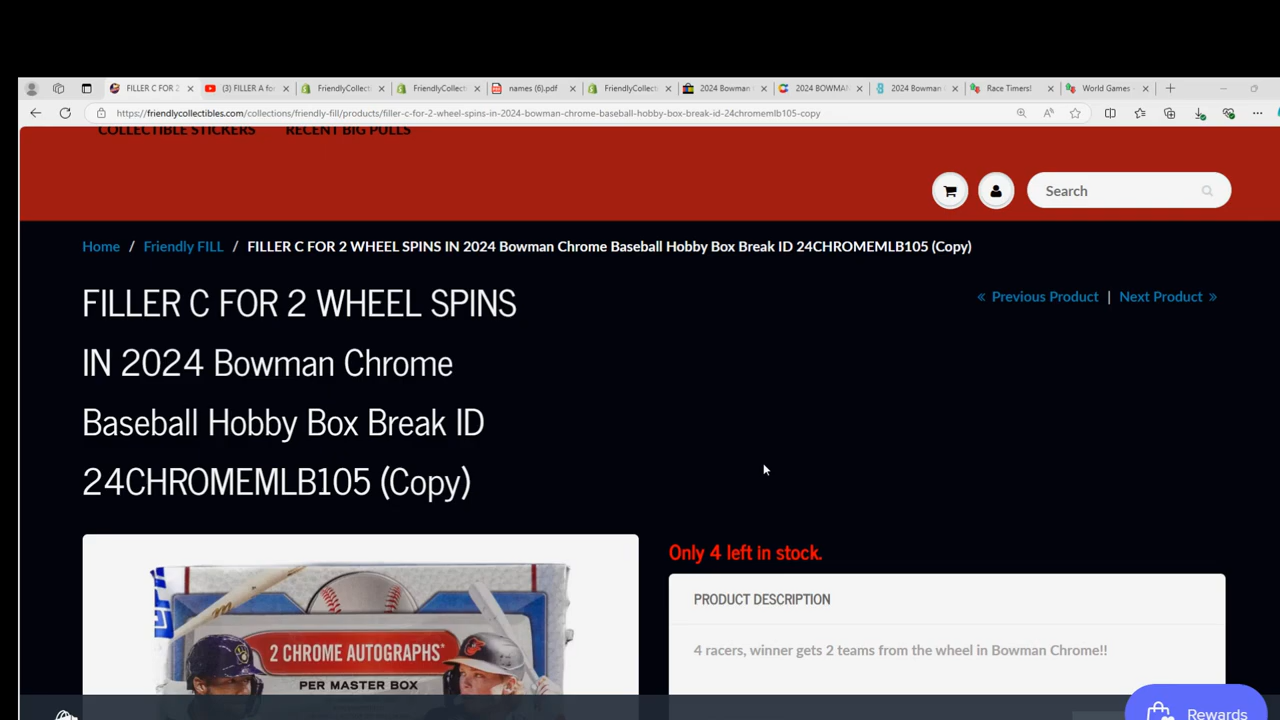 FILLER C FOR 2
(3) FILLER A for
FriendlyCollect
FriendlyCollect
names (6).pdf
FriendlyCollect
2024 Bowman
2024 BOWMAN
2024 Bowman
Race Timers!
World Games
https://friendlycollectibles.com/collections/friendly-fill/products/filler-c-for-2-wheel-spins-in-2024-bowman-chrome-baseball-hobby-box-break-id-24chromemlb105-copy
COLLECTIBLE STICKERS RECENT BIG PULLS
Search
Home / Friendly FILL / FILLER C FOR 2 WHEEL SPINS IN 2024 Bowman Chrome Baseball Hobby Box Break ID 24CHROMEMLB105 (Copy)
« Previous Product | Next Product »
FILLER C FOR 2 WHEEL SPINS
IN 2024 Bowman Chrome
Baseball Hobby Box Break ID
24CHROMEMLB105 (Copy)
Only 4 left in stock.
PRODUCT DESCRIPTION
4 racers, winner gets 2 teams from the wheel in Bowman Chrome!!
2 CHROME AUTOGRAPHS*
PER MASTER BOX
Rewards